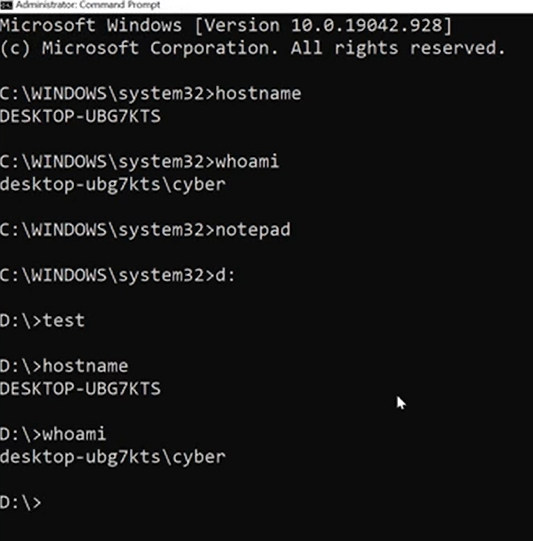 Administrator: Command Prompt
Microsoft Windows [Version 10.0.19042.928]
(c) Microsoft Corporation. All rights reserved.
C:\WINDOWS\system32>hostname
DESKTOP-UBG7KTS
C:\WINDOWS\system32>whoami
desktop-ubg7kts\cyber
C:\WINDOWS\system32>notepad
C:\WINDOWS\system32>d:
D:\>test
D:\>hostname
DESKTOP-UBG7KTS
D:\>whoami
desktop-ubg7kts\cyber
D:\>